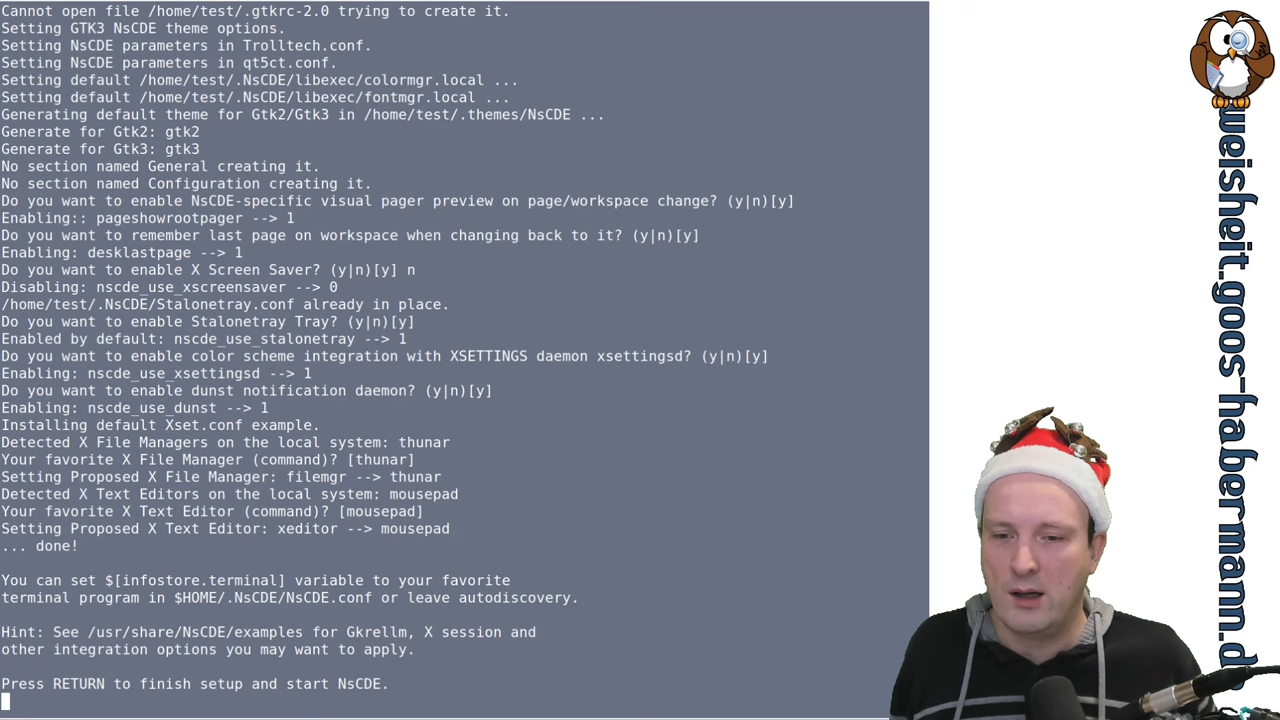 Cannot open file /home/test/.gtkrc-2.0 trying to create it.
Setting GTK3 NsCDE theme options.
Setting NsCDE parameters in Trolltech.conf.
Setting NsCDE parameters in qt5ct.conf.
Setting default /home/test/.NsCDE/libexec/colormgr.local ...
Setting default /home/test/.NsCDE/libexec/fontmgr.local ...
Generating default theme for Gtk2/Gtk3 in /home/test/.themes/NsCDE ...
Generate for Gtk2: gtk2
Generate for Gtk3: gtk3
No section named General creating it.
No section named Configuration creating it.
Do you want to enable NsCDE-specific visual pager preview on page/workspace change? (y|n)[y]
Enabling:: pageshowrootpager --> 1
Do you want to remember last page on workspace when changing back to it? (y|n)[y]
Enabling: desklastpage --> 1
Do you want to enable X Screen Saver? (y|n)[y] n
Disabling: nscde_use_xscreensaver --> 0
/home/test/.NsCDE/Stalonetray.conf already in place.
Do you want to enable Stalonetray Tray? (y|n)[y]
Enabled by default: nscde_use_stalonetray --> 1
Do you want to enable color scheme integration with XSETTINGS daemon xsettingsd? (y|n)[y]
Enabling: nscde_use_xsettingsd --> 1
Do you want to enable dunst notification daemon? (y|n)[y]
Enabling: nscde_use_dunst --> 1
Installing default Xset.conf example.
Detected X File Managers on the local system: thunar
Your favorite X File Manager (command)? [thunar]
Setting Proposed X File Manager: filemgr --> thunar
Detected X Text Editors on the local system: mousepad
Your favorite X Text Editor (command)? [mousepad]
Setting Proposed X Text Editor: xeditor --> mousepad
... done!
You can set $[infostore.terminal] variable to your favorite
terminal program in $HOME/.NsCDE/NsCDE.conf or leave autodiscovery.
Hint: See /usr/share/NsCDE/examples for Gkrellm, X session and
other integration options you may want to apply.
Press RETURN to finish setup and start NsCDE.
weisheit.goos-habermann.d